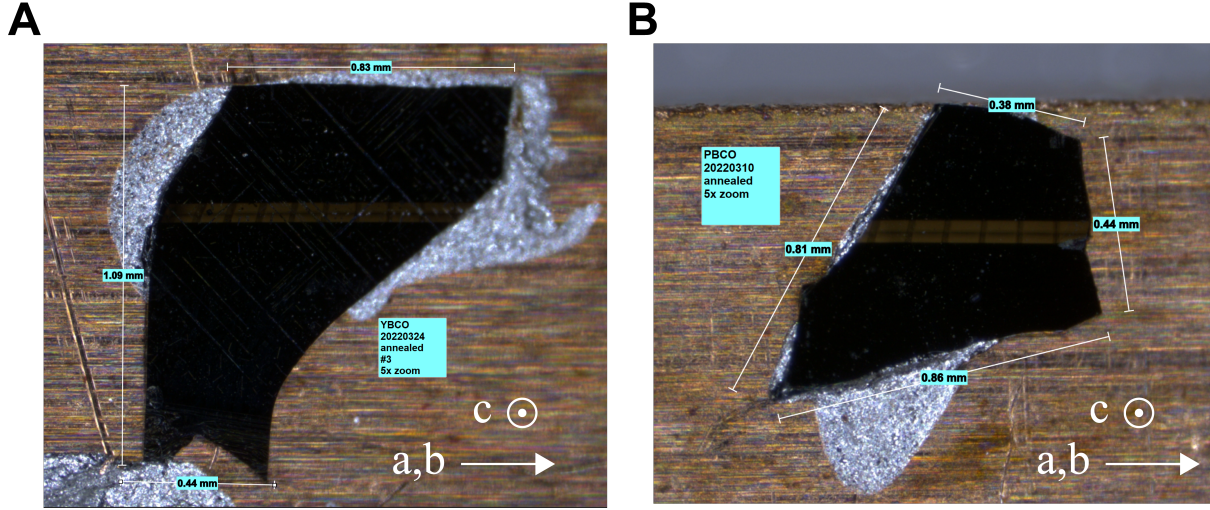 A
0.83 mm
1.09 mm
YBCO
20220324
annealed
#3
5x zoom
c
a,b
0.44 mm
B
0.38 mm
PBCO
20220310
annealed
5x zoom
0.44 mm
0.81 mm
0.86 mm
c
a,b